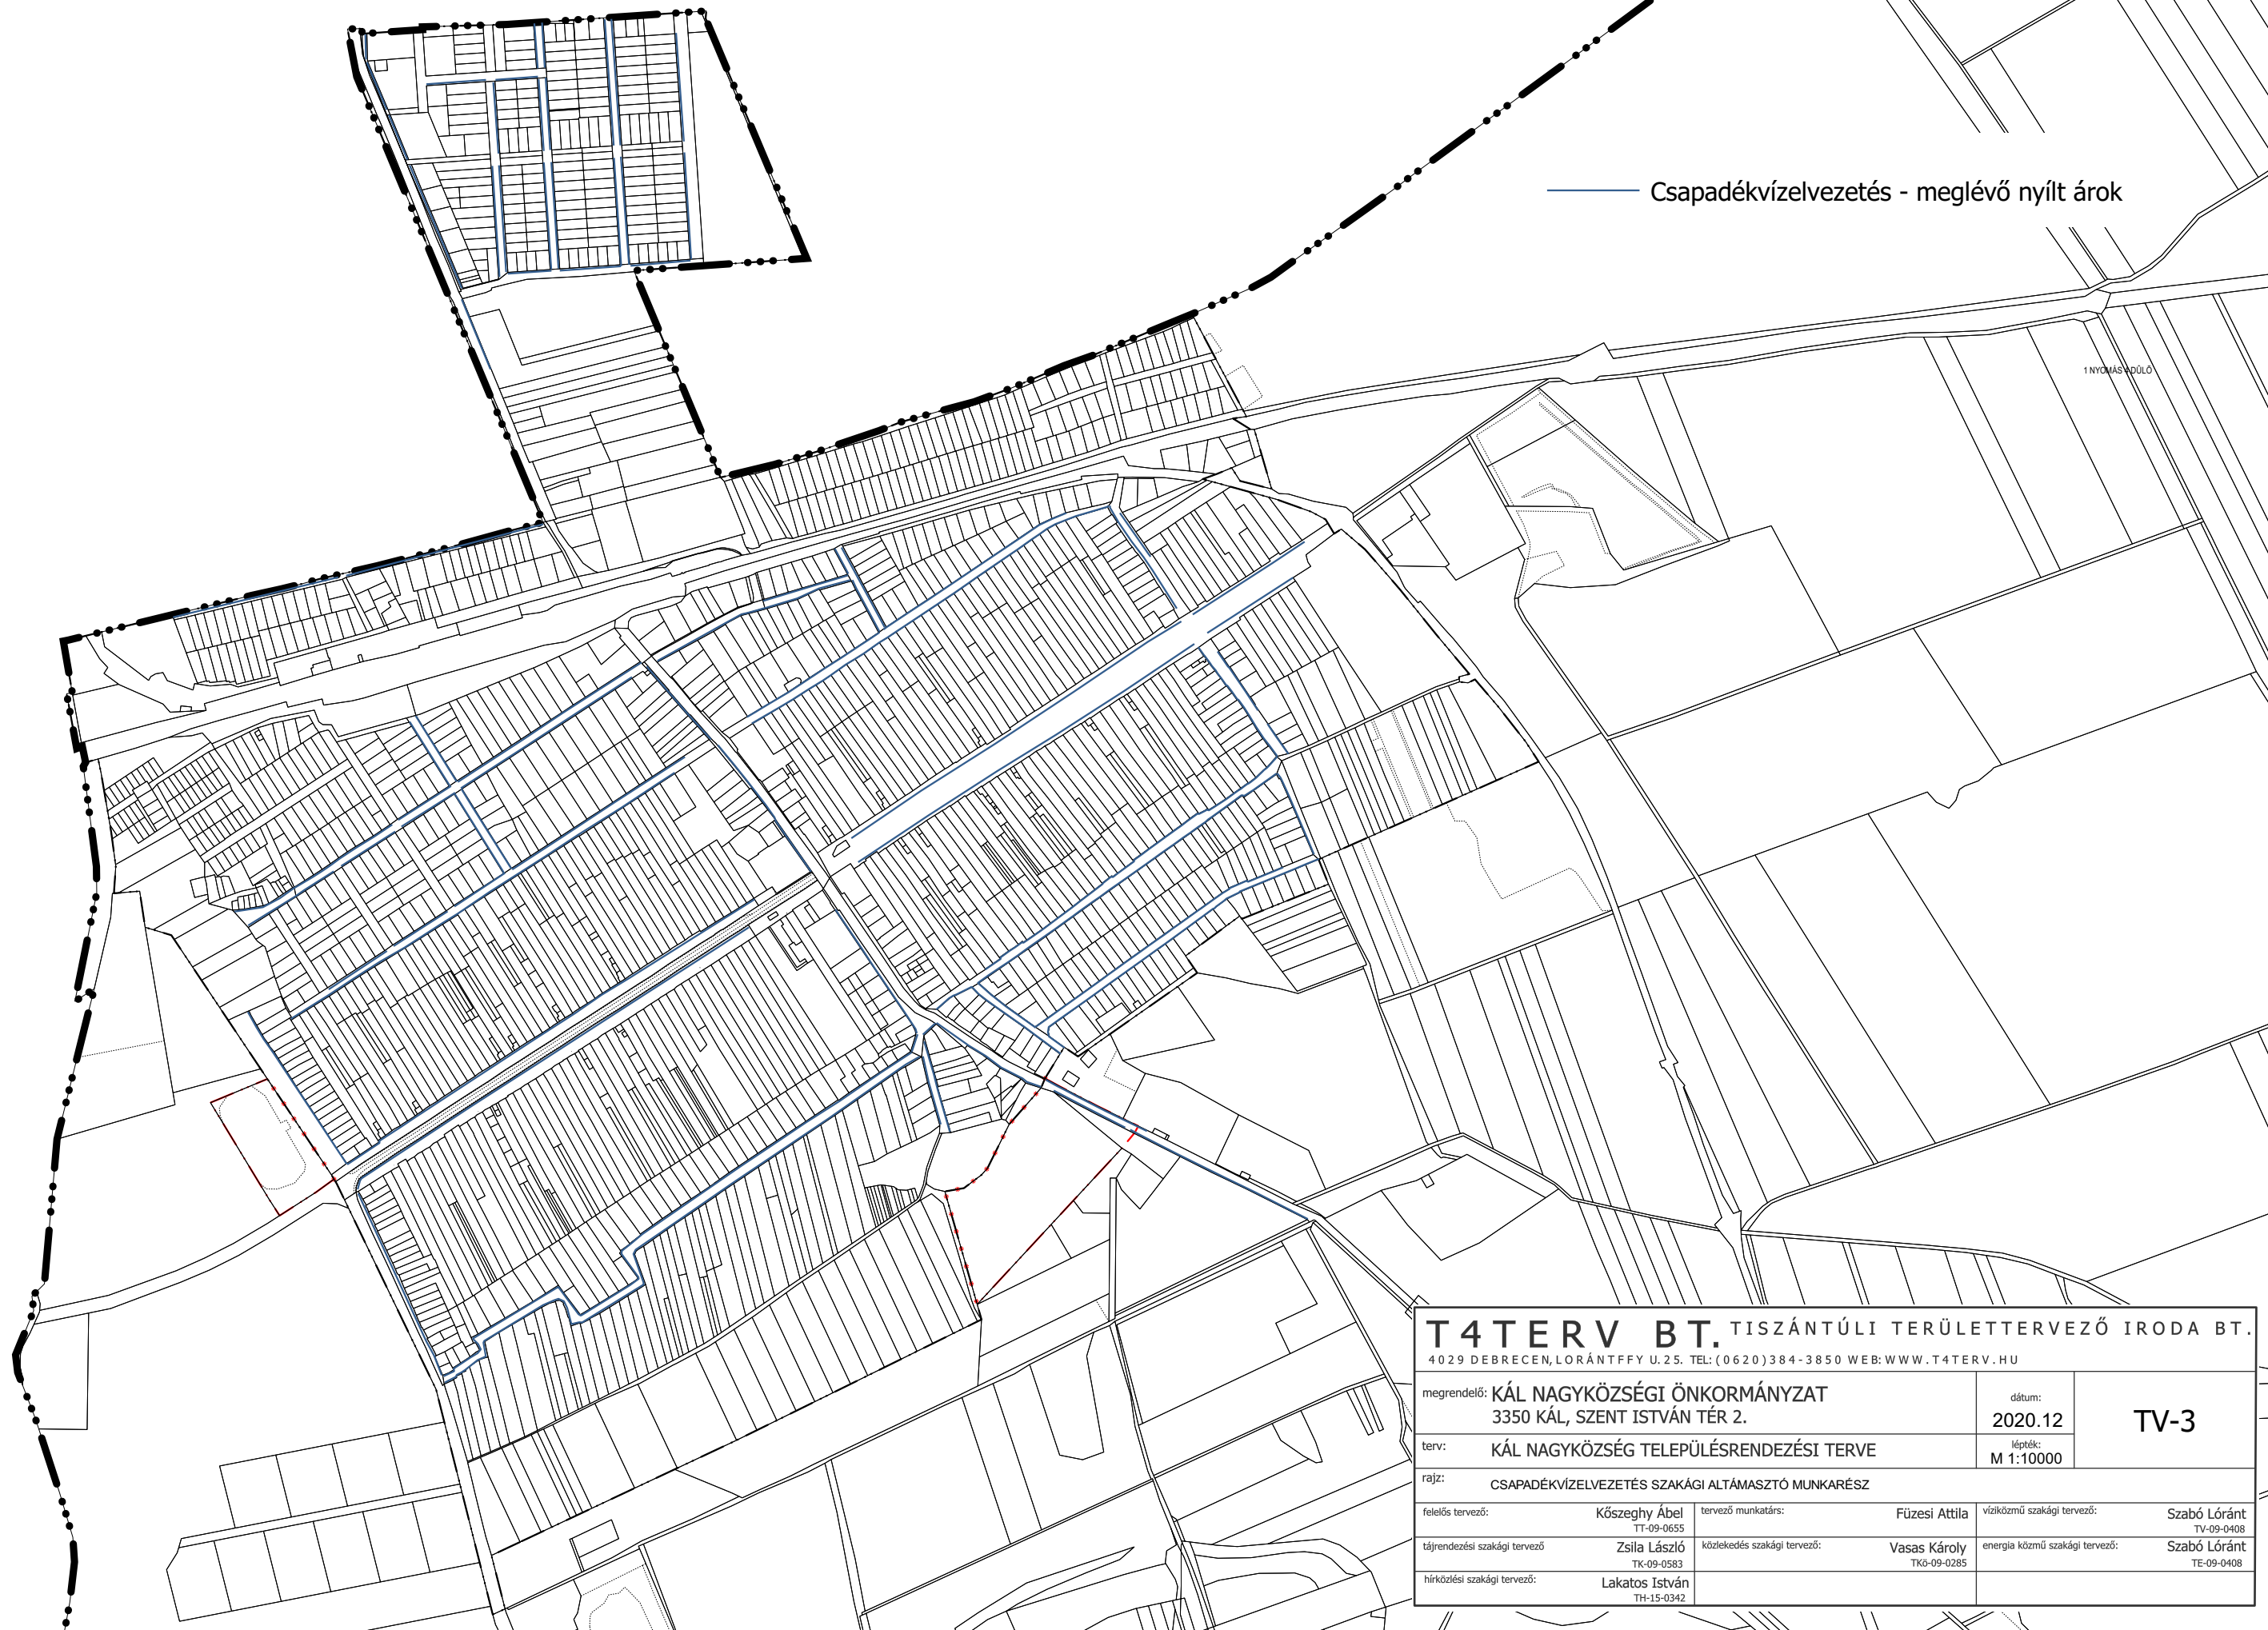 Csapadékvízelvezetés - meglévő nyílt árok
1 NYOMÁS DŰLŐ
T4TERV BT. TISZÁNTÚLI TERÜLETTERVEZŐ IRODA BT.
4029 DEBRECEN, LORÁNTFFY U. 25. TEL: (0620)384-3850 WEB: WWW.T4TERV.HU
megrendelő: KÁL NAGYKÖZSÉGI ÖNKORMÁNYZAT
3350 KÁL, SZENT ISTVÁN TÉR 2.
dátum:
2020.12
TV-3
terv: KÁL NAGYKÖZSÉG TELEPÜLÉSRENDEZÉSI TERVE
lépték:
M 1:10000
rajz: CSAPADÉKVÍZELVEZETÉS SZAKÁGI ALTÁMASZTÓ MUNKARÉSZ
felelős tervező: Kőszeghy Ábel
TT-09-0655
tervező munkatárs: Füzesi Attila
víziközmű szakági tervező: Szabó Lóránt
TV-09-0408
tájrendezési szakági tervező Zsila László
TK-09-0583
közlekedés szakági tervező: Vasas Károly
TKö-09-0285
energia közmű szakági tervező: Szabó Lóránt
TE-09-0408
hírközlési szakági tervező: Lakatos István
TH-15-0342